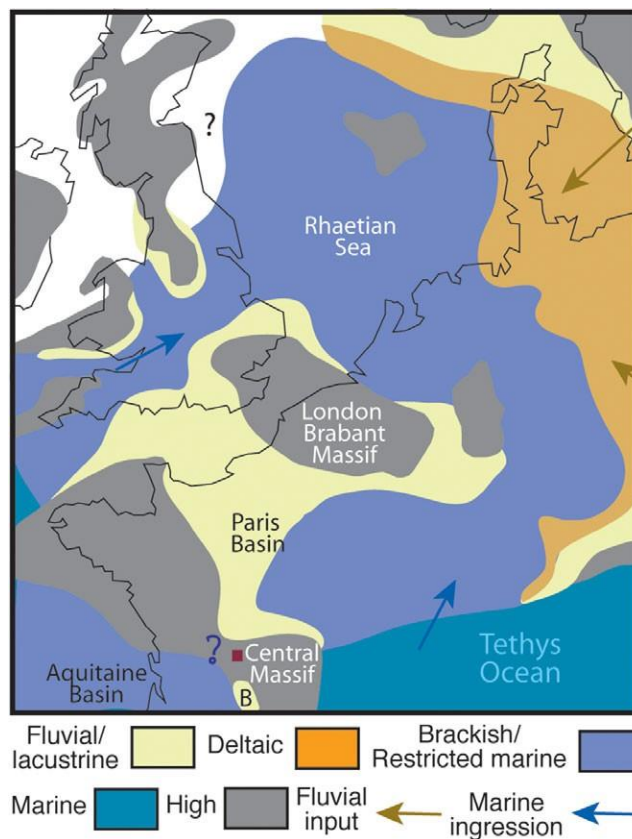 ?
Rhaetian
Sea
London
Brabant
Massif
Paris
Basin
?
Central
Massif
Aquitaine
Basin
B
Tethys
Ocean
Fluvial/
lacustrine
Deltaic
Brackish/
Restricted marine
Marine
High
Fluvial
input
Marine
ingression